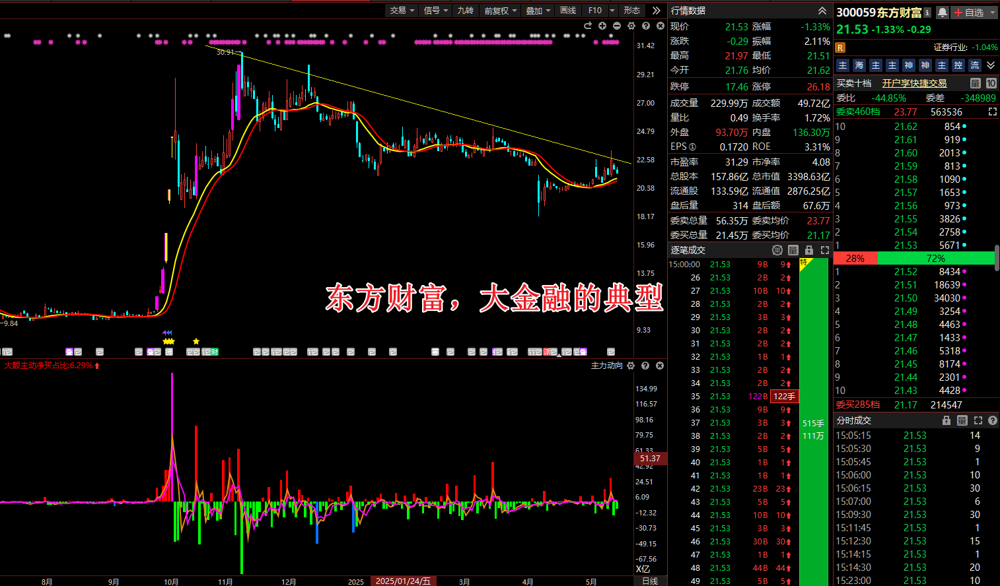 交易 信号 九转 前复权 叠加 画线 F10 形态
行情数据
300059东方财富 自选
21.53 -1.33% -0.29
R 证券行业: -1.04%
主 海 主 主 神 神 主 控 流
现价 21.53 涨幅 -1.33%
涨跌 -0.29 振幅 2.11%
最高 21.97 最低 21.51
今开 21.76 均价 21.62
跌停 17.46 涨停 26.18
成交量 229.99万 成交额 49.72亿
量比 0.49 换手率 1.72%
外盘 93.70万 内盘 136.30万
EPS① 0.1720 ROE 3.31%
市盈率 31.29 市净率 4.08
总股本 157.86亿 总市值 3398.63亿
流通股 133.59亿 流通值 2876.25亿
盘后量 314 盘后额 67.6万
委卖总量 56.35万 委卖均价 23.77
委买总量 21.45万 委买均价 21.17
逐笔成交
15:00:00 21.53 9B 9
26 21.53 2B 2
27 21.53 10B 10
28 21.53 2B 2
29 21.53 3B 3
30 21.53 2B 2
31 21.53 2B 2
32 21.53 1B 1
33 21.53 2B 2
34 21.53 2B 2
35 21.53 122B 122手
36 21.53 9B 9
37 21.53 3B 3
38 21.53 2B 2
39 21.53 5B 5
40 21.53 1B 1
41 21.53 1B 1
42 21.53 23B 23
43 21.53 5B 5
44 21.53 10B 10
45 21.53 3B 3
46 21.53 30B 30
47 21.53 1B 1
48 21.53 44B 44
49 21.53 5B 5
特
515手
111万
买卖十档 开户享快捷交易 量 10
委比 -44.85% 委差 -348989
委卖460档 23.77 563536
10 21.62 854
9 21.61 919
8 21.60 2013
7 21.59 813
6 21.58 1090
5 21.57 1653
4 21.56 973
3 21.55 3826
2 21.54 2758
1 21.53 5671
28% 72%
1 21.52 8434
2 21.51 18639
3 21.50 34030
4 21.49 3254
5 21.48 4463
6 21.47 1433
7 21.46 5318
8 21.45 8174
9 21.44 2301
10 21.43 4428
委买285档 21.17 214547
分时成交 量
15:05:15 21.53 14
15:05:30 21.53 9
15:05:45 21.53 1
15:06:00 21.53 10
15:06:15 21.53 30
15:07:00 21.53 6
15:09:30 21.53 30
15:11:45 21.53 1
15:12:30 21.53 15
15:14:15 21.53 1
15:14:30 21.53 20
15:23:00 21.53 10
30.91
31.42
29.21
27.00
24.79
22.58
20.38
18.17
15.96
13.75
9.33
9.84
东方财富，大金融的典型
大额主动净买占比:6.29%
主力动向
134.99
116.57
98.16
79.75
61.33
51.37
42.92
24.51
6.09
-12.32
-30.73
-49.15
-67.56
X亿
8月 9月 10月 11月 12月 2025 2025/01/24/五 3月 4月 5月 日线